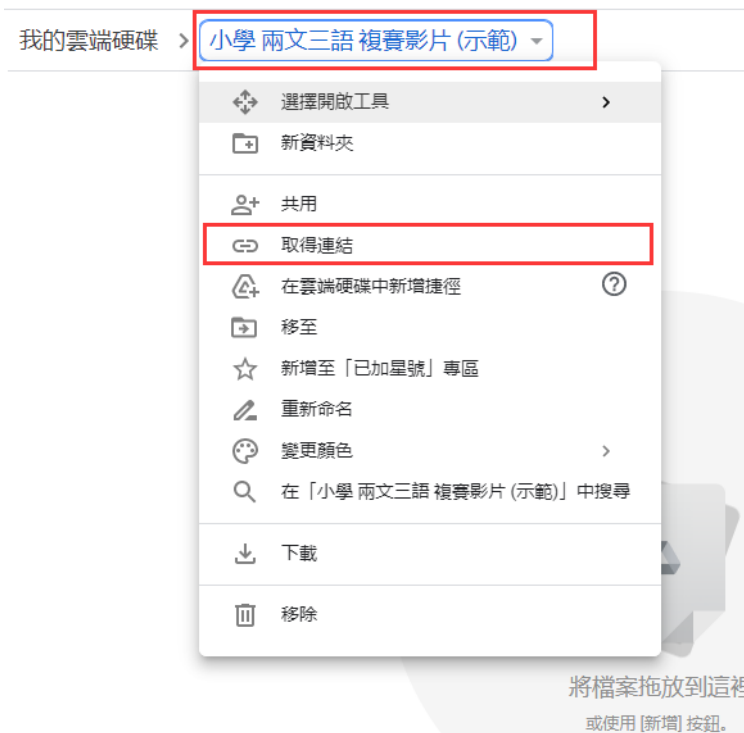 我的雲端硬碟 > 小學 兩文三語 複賽影片 (示範)
選擇開啟工具
新資料夾
共用
取得連結
在雲端硬碟中新增捷徑
移至
新增至「已加星號」專區
重新命名
變更顏色
在「小學 兩文三語 複賽影片 (示範)」中搜尋
下載
移除
將檔案拖放到這裡
或使用 [新增] 按鈕。